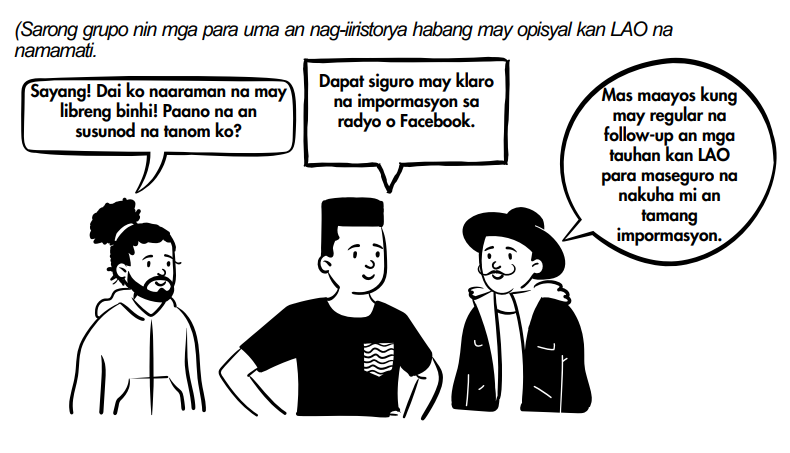 (Sarong grupo nin mga para uma an nag-iiristorya habang may opisyal kan LAO na
namamati.
Sayang! Dai ko naaraman na may
libreng binhi! Paano na an
susunod na tanom ko?
Dapat siguro may klaro
na impormasyon sa
radyo o Facebook.
Mas maayos kung
may regular na
follow-up an mga
tauhan kan LAO
para maseguro na
nakuha mi an
tamang
impormasyon.